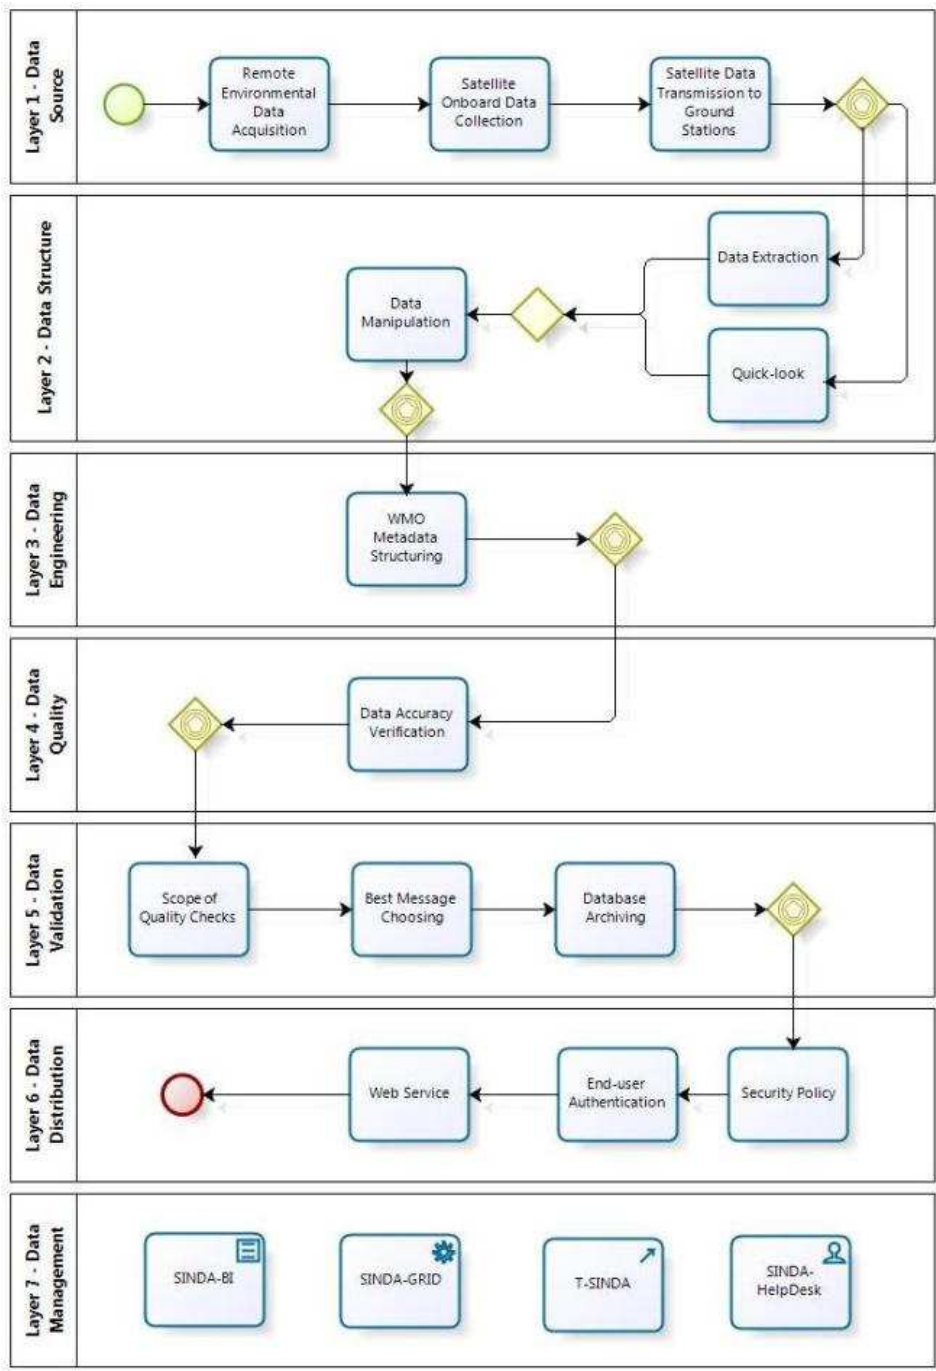 Layer 1 - Data
Source
Remote
Environmental
Data
Acquisition
Satellite
Onboard Data
Collection
Satellite Data
Transmission to
Ground
Stations
Layer 2 - Data Structure
Data Extraction
Data
Manipulation
Quick-look
Layer 3 - Data
Engineering
WMO
Metadata
Structuring
Layer 4 - Data
Quality
Data Accuracy
Verification
Layer 5 - Data
Validation
Scope of
Quality Checks
Best Message
Choosing
Database
Archiving
Layer 6 - Data
Distribution
Web Service
End-user
Authentication
Security Policy
Layer 7 - Data
Management
SINDA-BI
SINDA-GRID
T-SINDA
SINDA-
HelpDesk